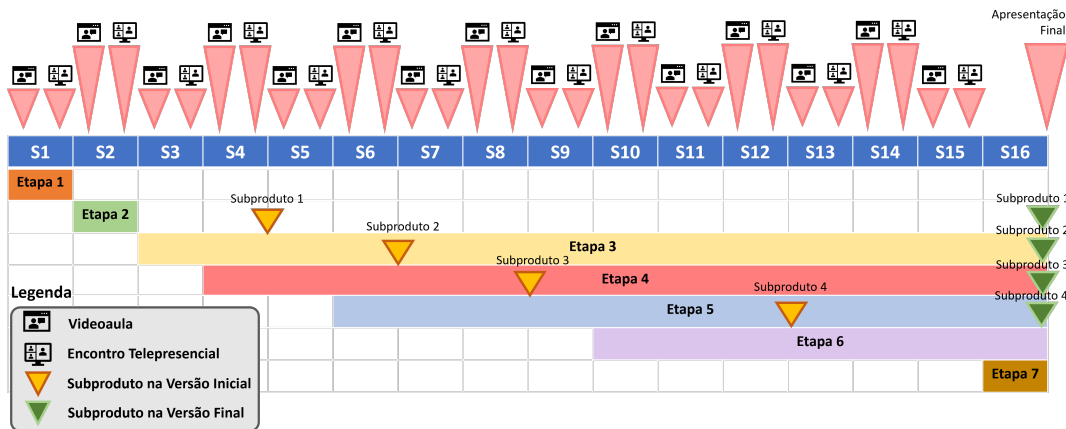 Apresentação
Final
S1 S2 S3 S4 S5 S6 S7 S8 S9 S10 S11 S12 S13 S14 S15 S16
Etapa 1
Subproduto 1
Subproduto 1
Etapa 2
Subproduto 2
Subproduto 2
Etapa 3
Subproduto 3
Subproduto 3
Etapa 4
Subproduto 4
Subproduto 4
Etapa 5
Etapa 6
Etapa 7
Legenda
Videoaula
Encontro Telepresencial
Subproduto na Versão Inicial
Subproduto na Versão Final